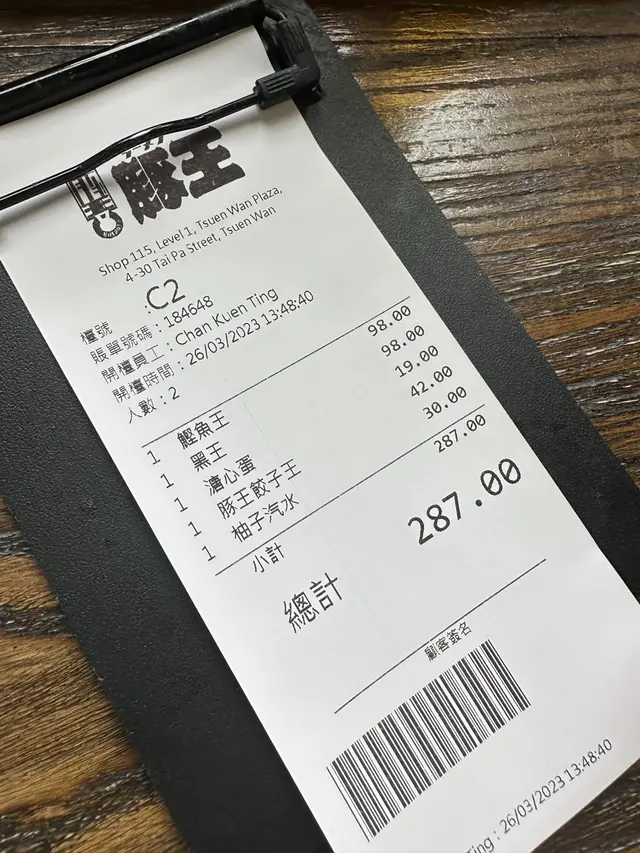 豚王
Shop 115, Level 1, Tsuen Wan Plaza,
4-30 Tai Pa Street, Tsuen Wan
檯號 : C2
賬單號碼 : 184648
開檯員工 : Chan Kuen Ting
開檯時間 : 26/03/2023 13:48:40
人數 : 2
1 鰹魚王 98.00
1 黑王 98.00
1 溏心蛋 19.00
1 豚王餃子王 42.00
1 柚子汽水 30.00
小計 287.00
總計 287.00
顧客簽名
Ting : 26/03/2023 13:48:40